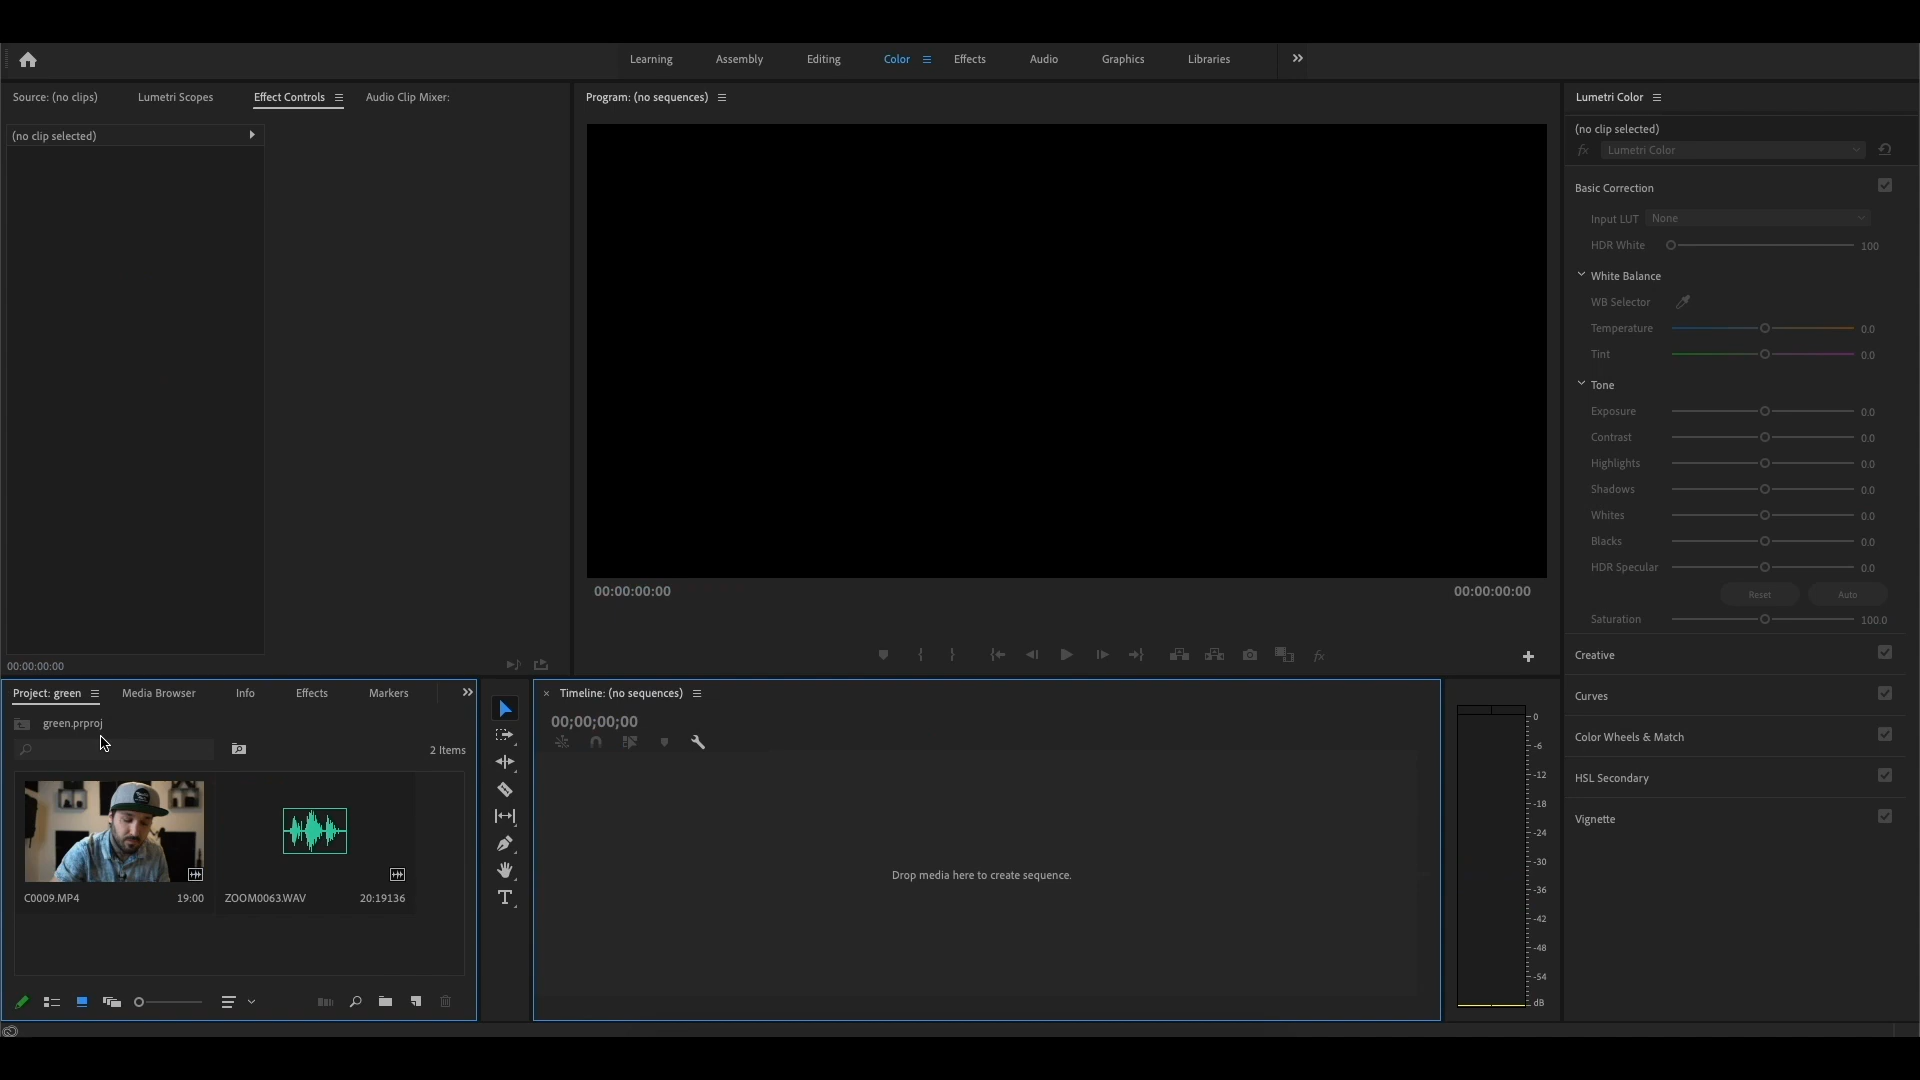 Learning Assembly Editing Color Effects Audio Graphics Libraries
Source: (no clips) Lumetri Scopes Effect Controls Audio Clip Mixer:
(no clip selected)
00:00:00:00
Program: (no sequences)
00:00:00:00 00:00:00:00
fx
Lumetri Color
(no clip selected)
fx Lumetri Color
Basic Correction
Input LUT None
HDR White 100
White Balance
WB Selector
Temperature 0.0
Tint 0.0
Tone
Exposure 0.0
Contrast 0.0
Highlights 0.0
Shadows 0.0
Whites 0.0
Blacks 0.0
HDR Specular 0.0
Reset Auto
Saturation 100.0
Creative
Curves
Color Wheels & Match
HSL Secondary
Vignette
Project: green Media Browser Info Effects Markers
green.prproj
2 Items
C0009.MP4 19:00 ZOOM0063.WAV 20:19136
Timeline: (no sequences)
00;00;00;00
Drop media here to create sequence.
0
-6
-12
-18
-24
-30
-36
-42
-48
-54
dB